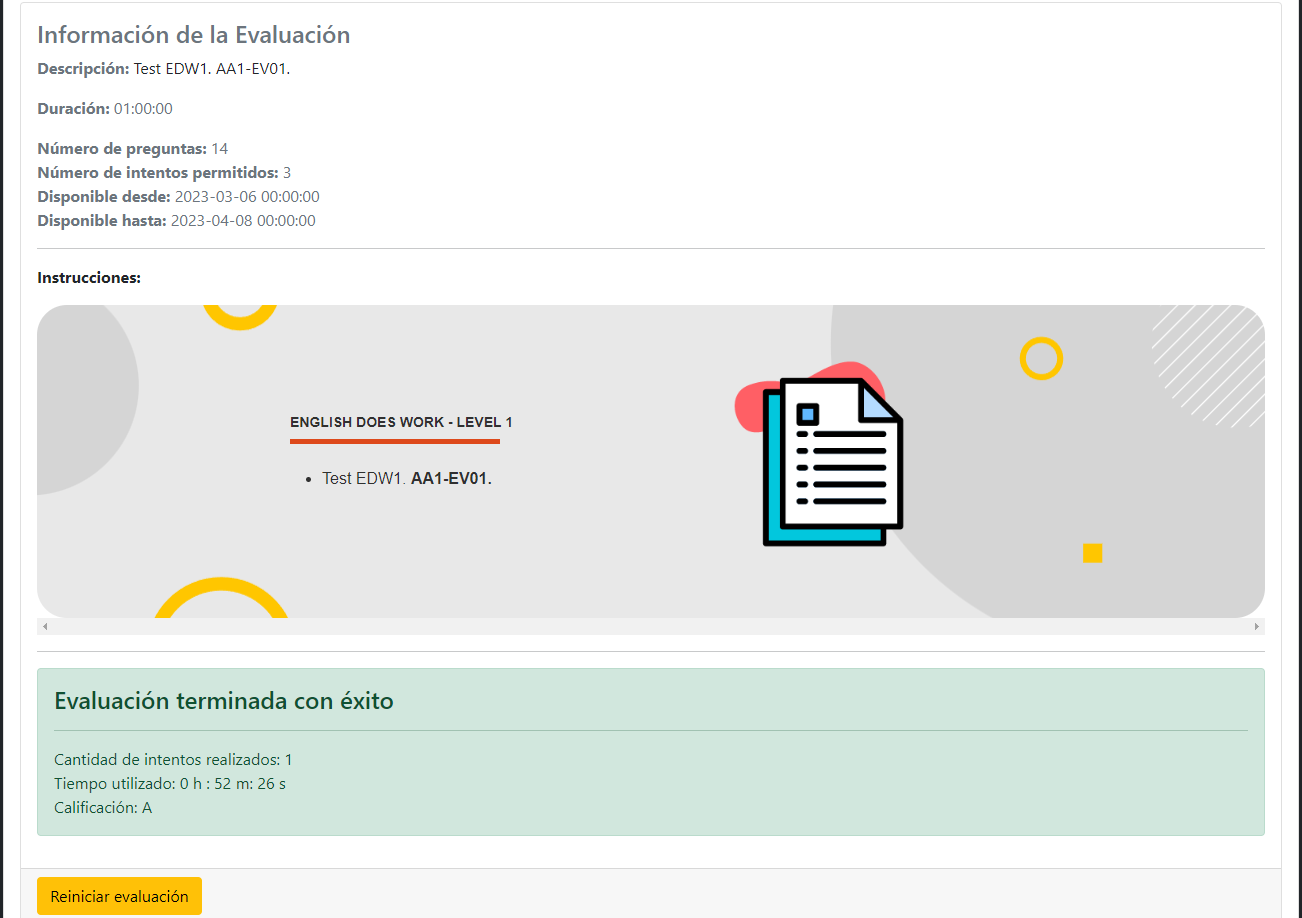 Información de la Evaluación
Descripción: Test EDW1. AA1-EV01.
Duración: 01:00:00
Número de preguntas: 14
Número de intentos permitidos: 3
Disponible desde: 2023-03-06 00:00:00
Disponible hasta: 2023-04-08 00:00:00
Instrucciones:
ENGLISH DOES WORK - LEVEL 1
• Test EDW1. AA1-EV01.
Evaluación terminada con éxito
Cantidad de intentos realizados: 1
Tiempo utilizado: 0 h : 52 m: 26 s
Calificación: A
Reiniciar evaluación